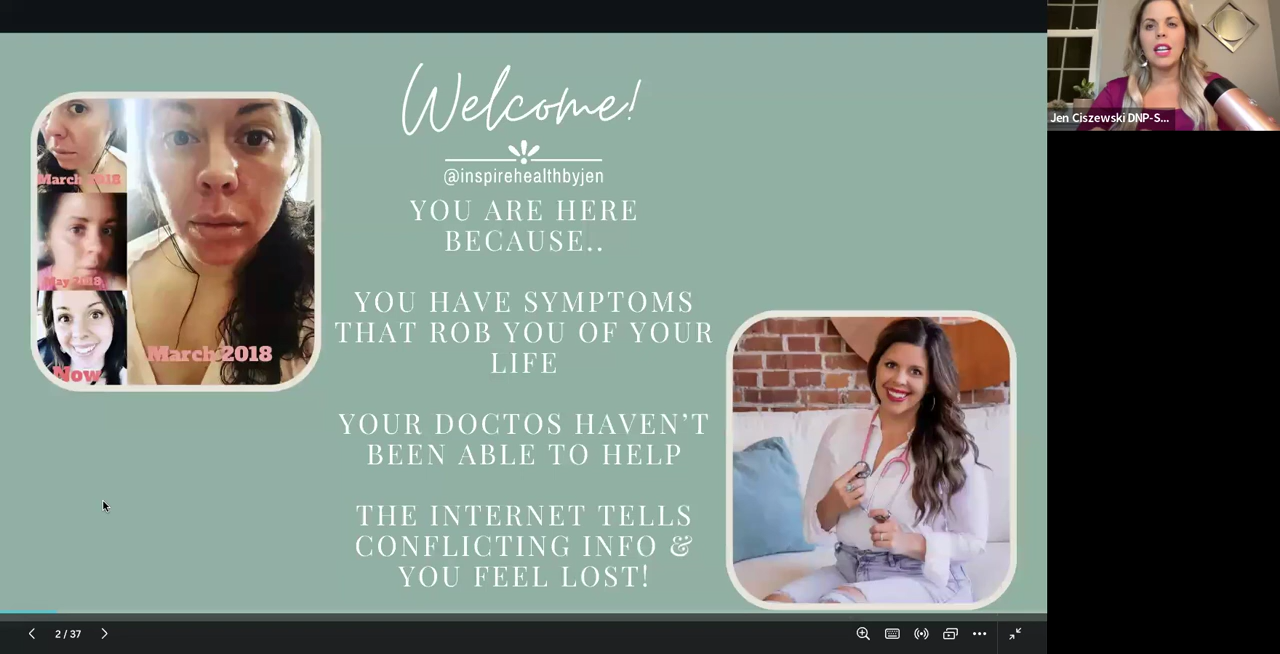 Welcome!
@inspirehealthbyjen
YOU ARE HERE
BECAUSE..
YOU HAVE SYMPTOMS
THAT ROB YOU OF YOUR
LIFE
YOUR DOCTOS HAVEN'T
BEEN ABLE TO HELP
THE INTERNET TELLS
CONFLICTING INFO &
YOU FEEL LOST!
March 2018
May 2018
Now
March 2018
Jen Ciszewski DNP-S...
2 / 37